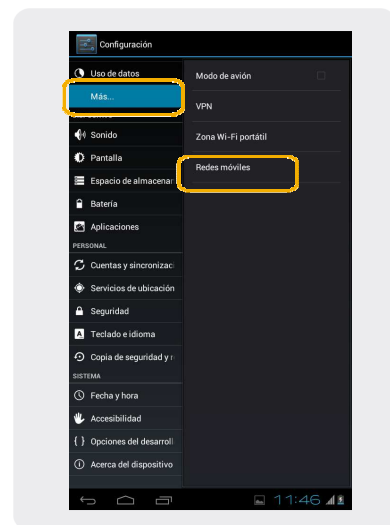 Configuración
Uso de datos
Más...
Sonido
Pantalla
Espacio de almacenam
Batería
Aplicaciones
PERSONAL
Cuentas y sincronizac
Servicios de ubicación
Seguridad
Teclado e idioma
Copia de seguridad y r
SISTEMA
Fecha y hora
Accesibilidad
{ } Opciones del desarroll
Acerca del dispositivo
Modo de avión
VPN
Zona Wi-Fi portátil
Redes móviles
11:46